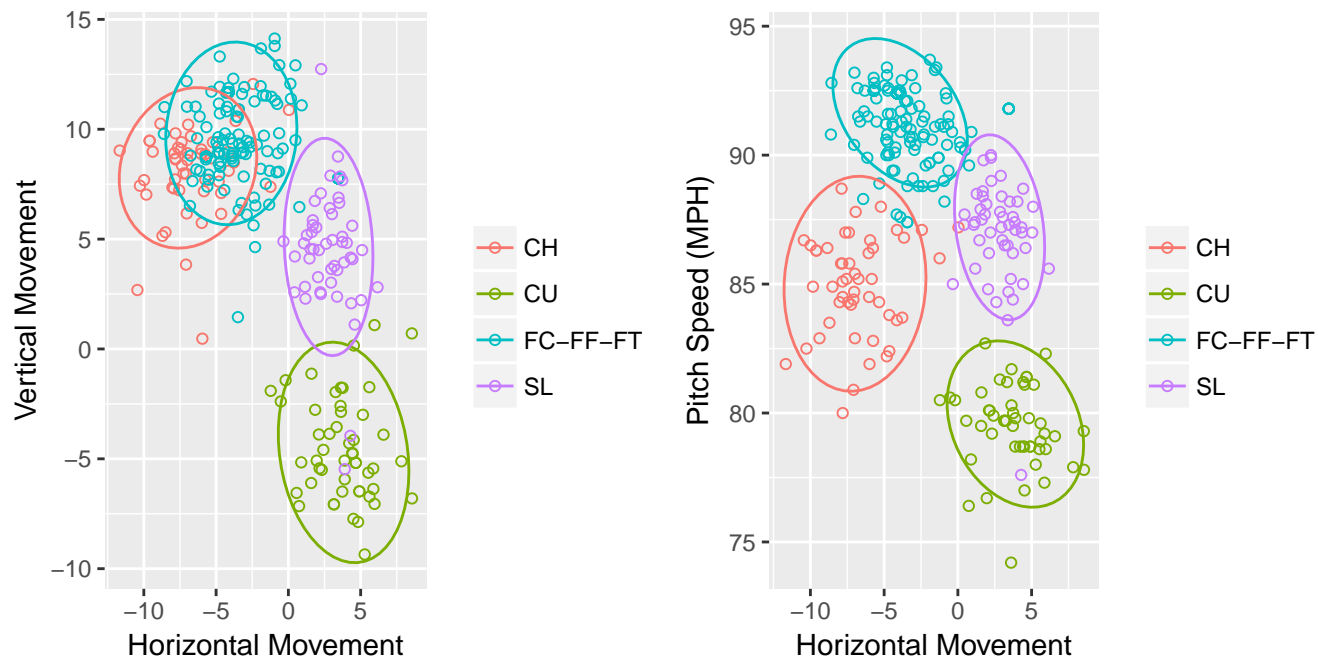 Vertical Movement
15
10
5
0
−5
−10
−10 −5 0 5
Horizontal Movement
CH
CU
FC−FF−FT
SL
Pitch Speed (MPH)
95
90
85
80
75
−10 −5 0 5
Horizontal Movement
CH
CU
FC−FF−FT
SL